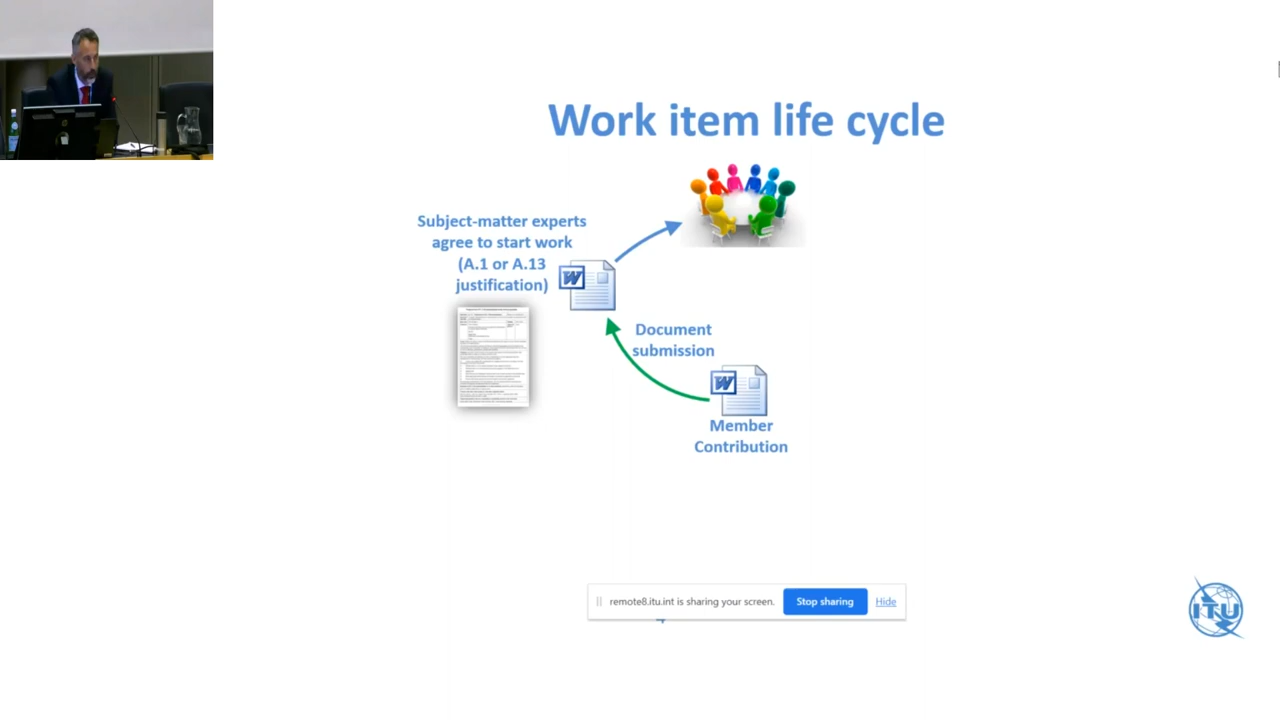 Work item life cycle
Subject-matter experts
agree to start work
(A.1 or A.13
justification)
W
Document
submission
W
Member
Contribution
remote8.itu.int is sharing your screen.
Stop sharing
Hide
ITU